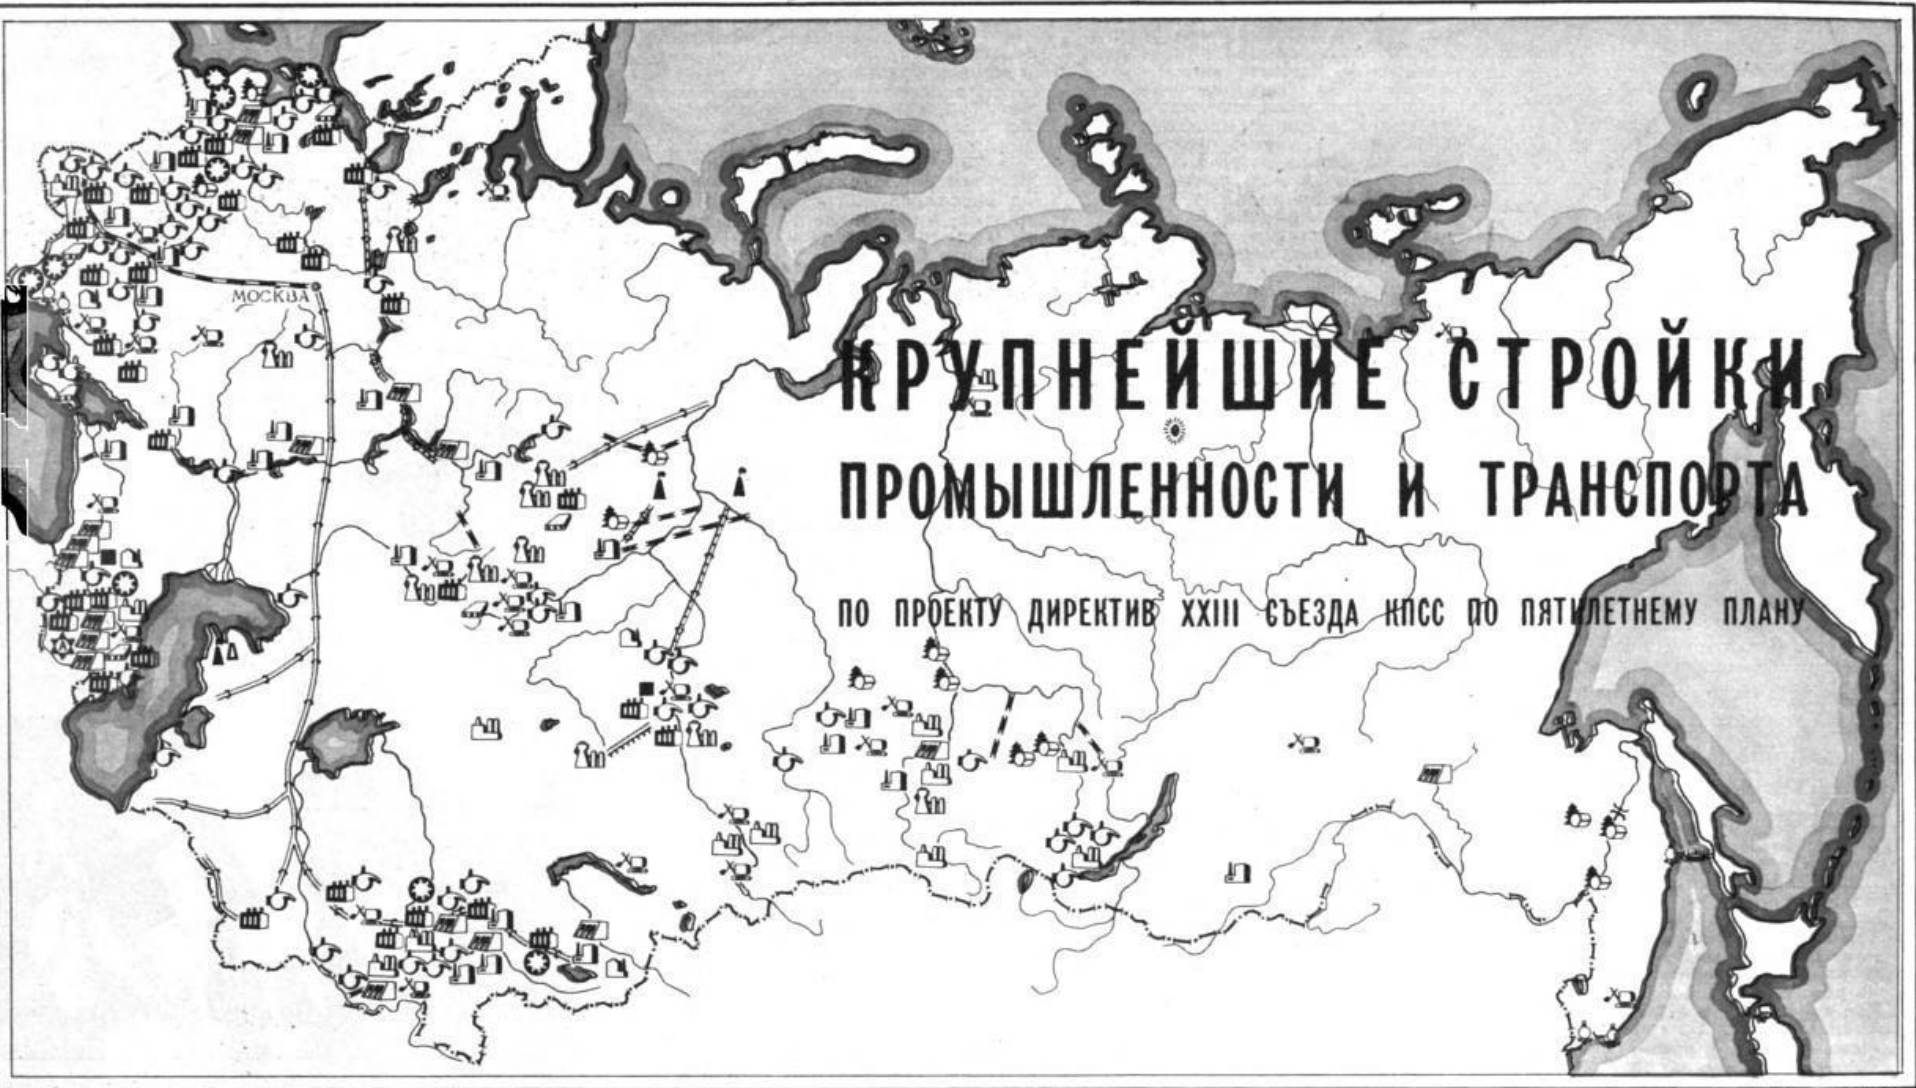 МОСКВА
КРУПНЕЙШИЕ СТРОЙКИ
ПРОМЫШЛЕННОСТИ И ТРАНСПОРТА
ПО ПРОЕКТУ ДИРЕКТИВ XXIII СЪЕЗДА КПСС ПО ПЯТИЛЕТНЕМУ ПЛАНУ